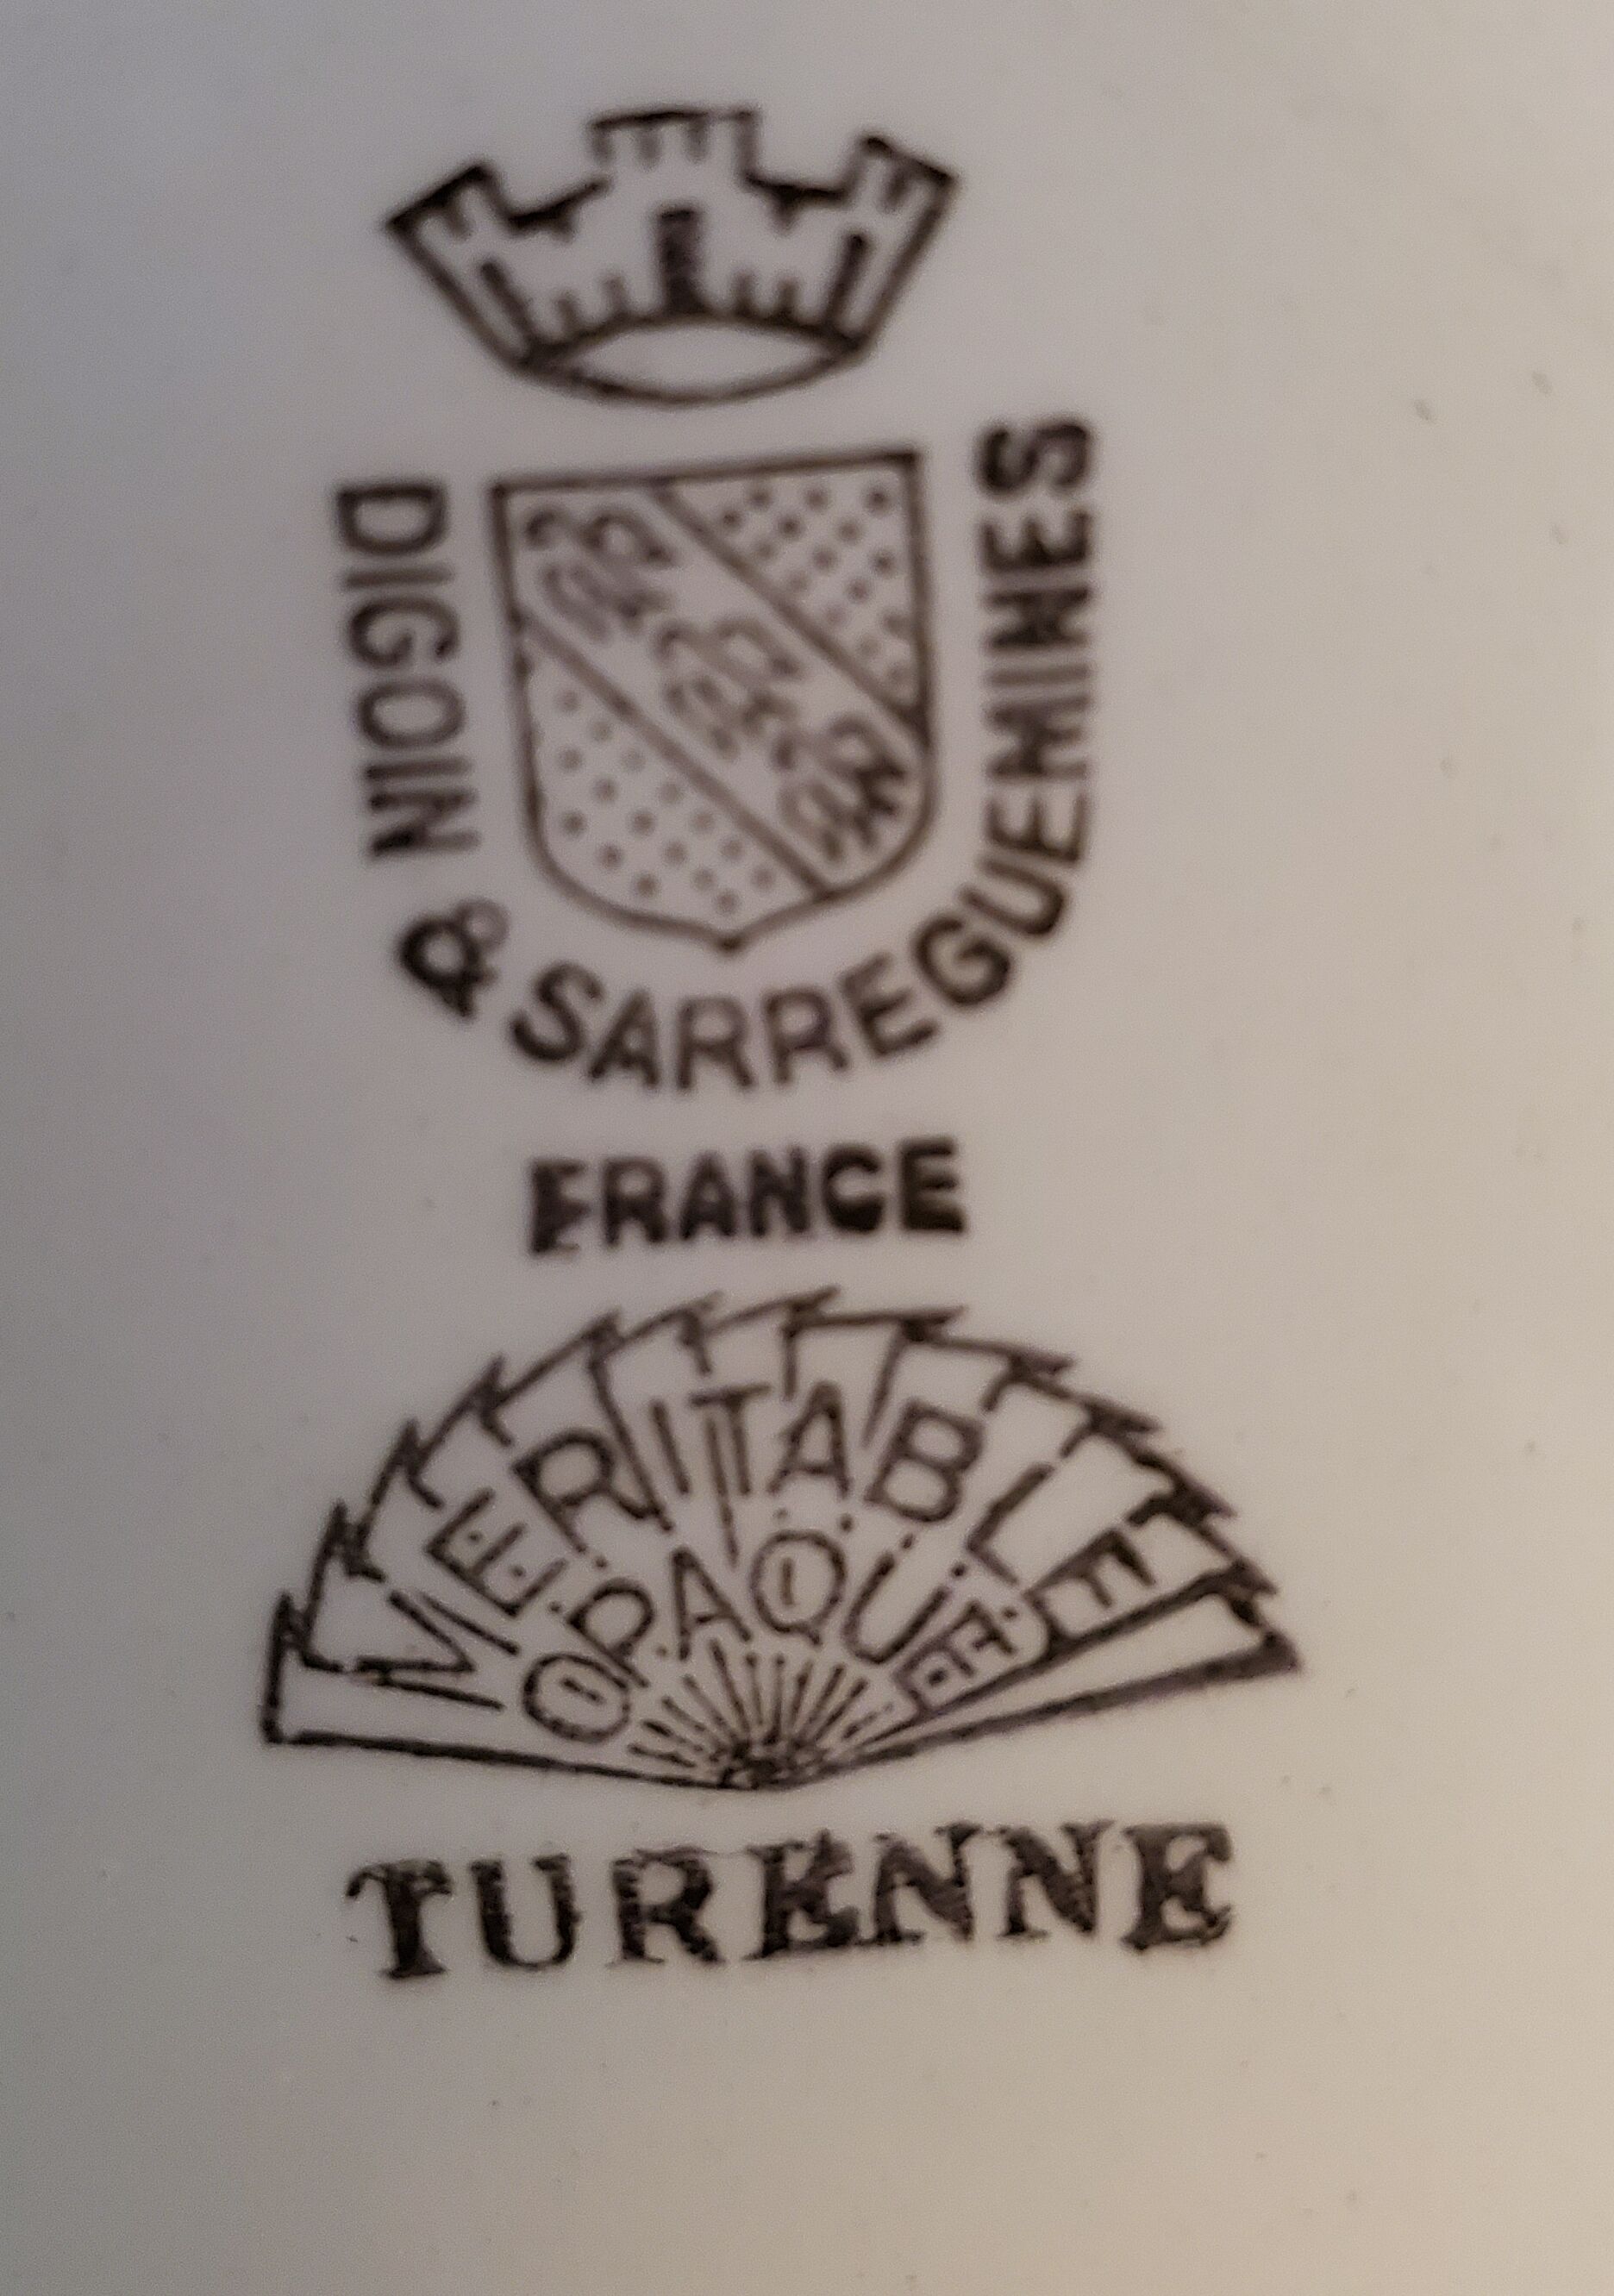 DIGOIN & SARREGUEMINES
FRANCE
VERITABLE
OPAQUE
TURENNE